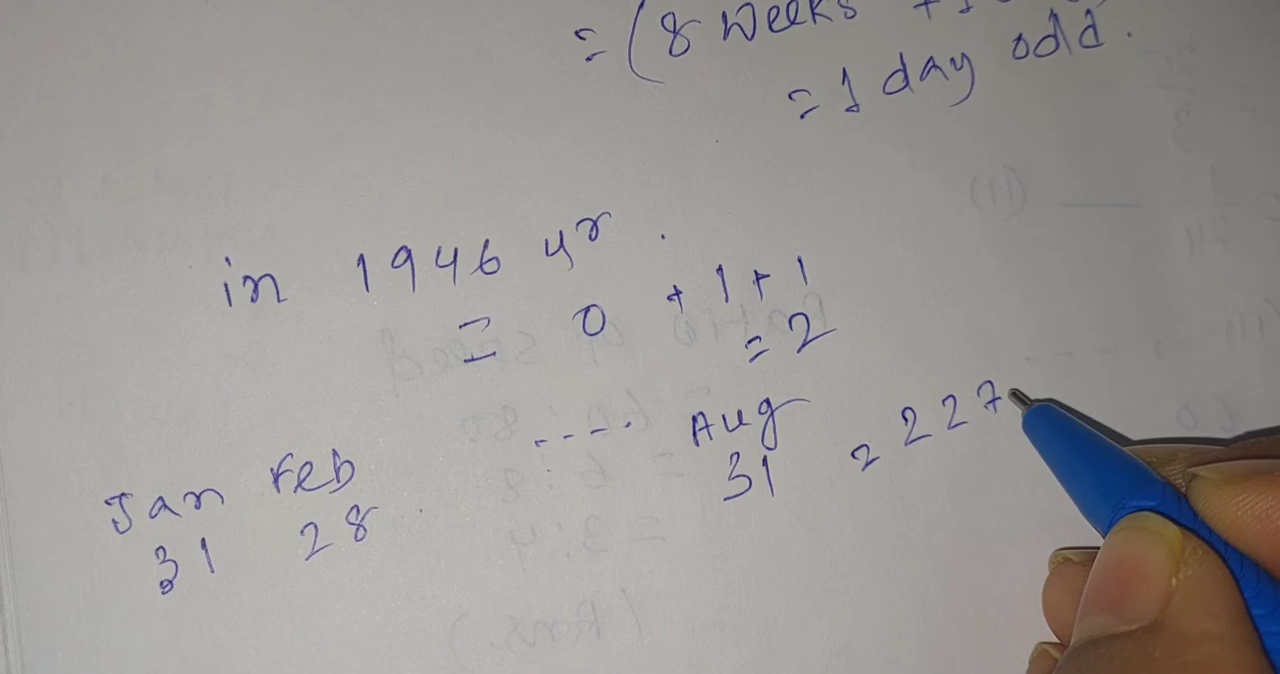 = (8 weeks +1
= 1 day odd.
in 1946 yr.
= 0 + 1 + 1
= 2
Jan Feb ---- Aug
31 28 31 = 227